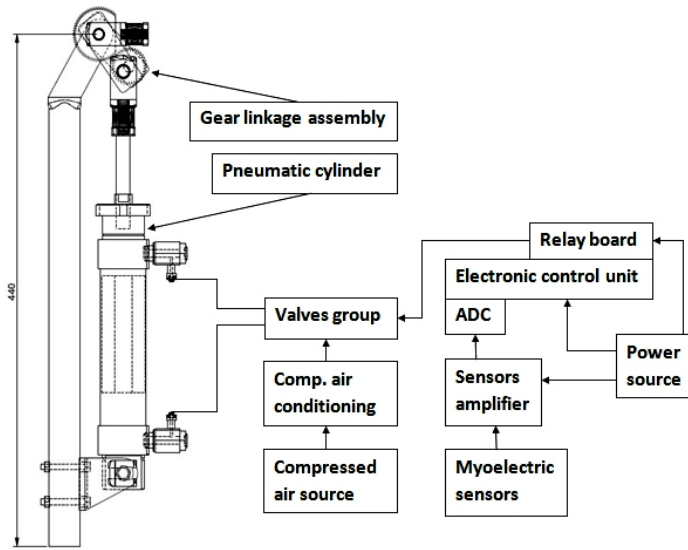 Gear linkage assembly
Pneumatic cylinder
Relay board
Electronic control unit
440
Valves group
ADC
Power
source
Comp. air
conditioning
Sensors
amplifier
Compressed
air source
Myoelectric
sensors